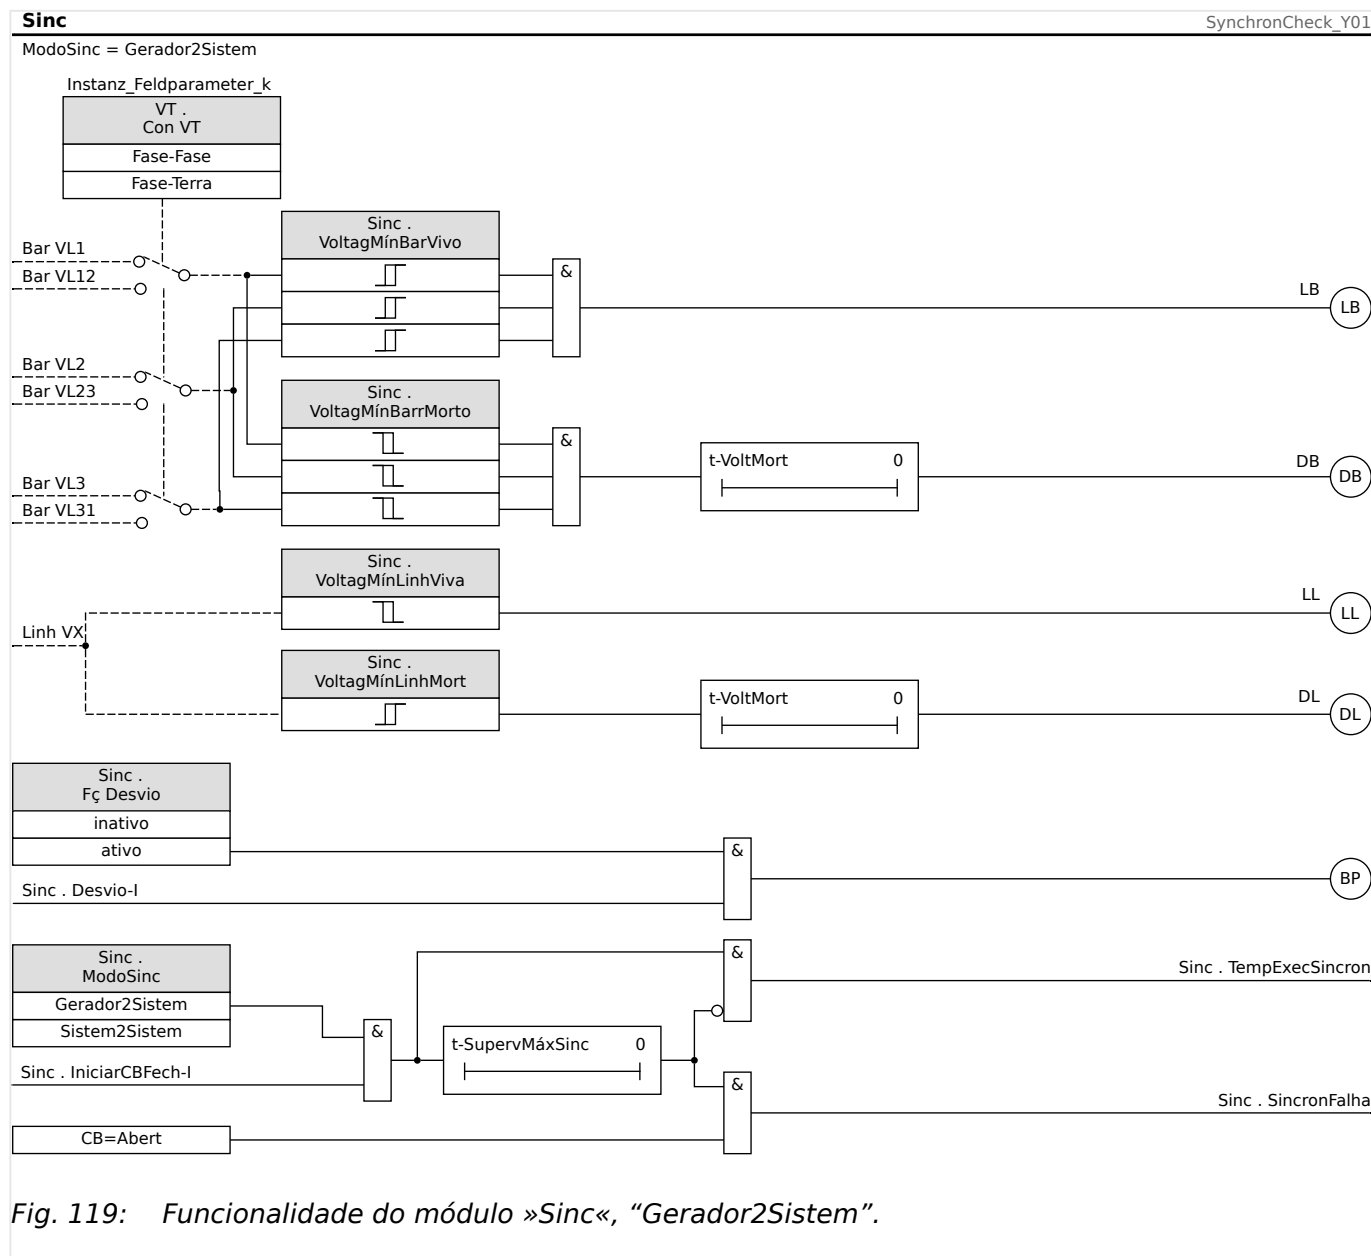 Sinc
SynchronCheck_Y01
ModoSinc = Gerador2Sistem
Instanz_Feldparameter_k
VT .
Con VT
Fase-Fase
Fase-Terra
Sinc .
VoltagMínBarVivo
Bar VL1
Bar VL12
&
LB
LB
Bar VL2
Bar VL23
Sinc .
VoltagMínBarrMorto
&
t-VoltMort 0
DB
DB
Bar VL3
Bar VL31
Sinc .
VoltagMínLinhViva
LL
LL
Linh VX
Sinc .
VoltagMínLinhMort
t-VoltMort 0
DL
DL
Sinc .
Fç Desvio
inativo
ativo
&
Sinc . Desvio-I
BP
Sinc .
ModoSinc
Gerador2Sistem
Sistem2Sistem
&
Sinc . TempExecSincron
&
t-SupervMáxSinc 0
Sinc . IniciarCBFech-I
&
Sinc . SincronFalha
CB=Abert
Fig. 119: Funcionalidade do módulo »Sinc«, “Gerador2Sistem”.